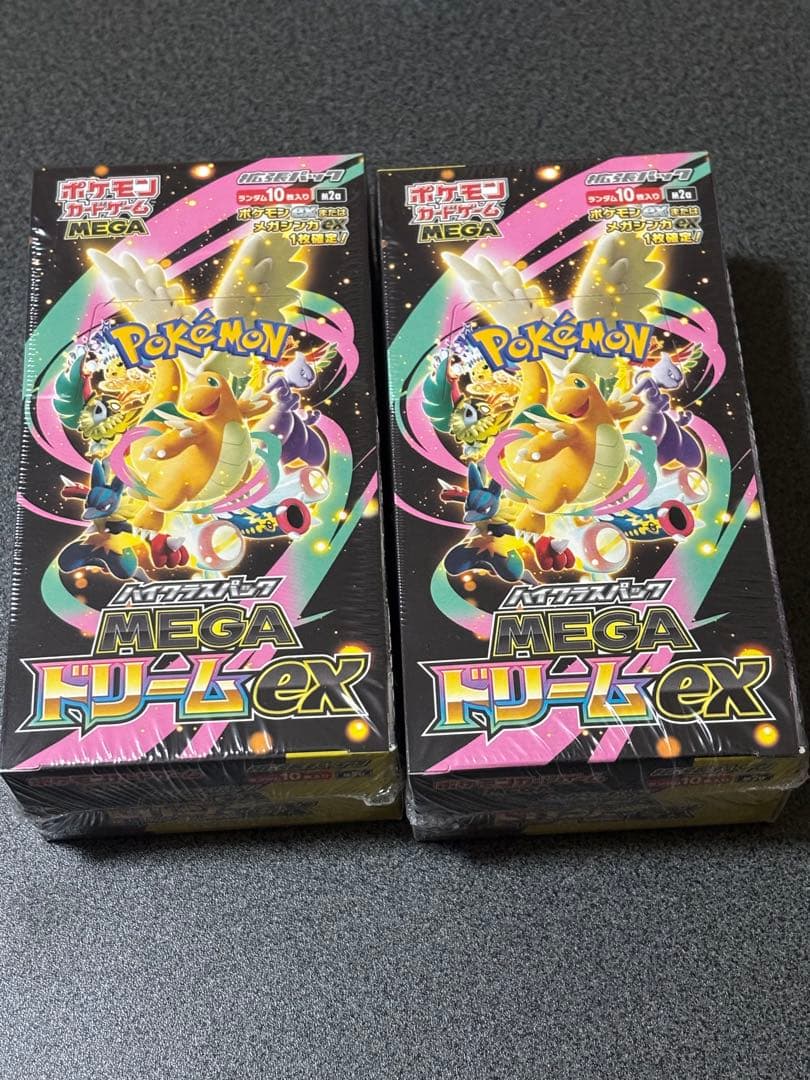 ポケモン
カードゲーム
MEGA
拡張パック
ランダム10枚入り
M2a
ポケモンexまたは
メガシンカex
1枚確定!
POKéMON
ハイクラスパック
MEGA
ドリームex
ポケモン
カードゲーム
MEGA
拡張パック
ランダム10枚入り
M2a
ポケモンexまたは
メガシンカex
1枚確定!
POKéMON
ハイクラスパック
MEGA
ドリームex